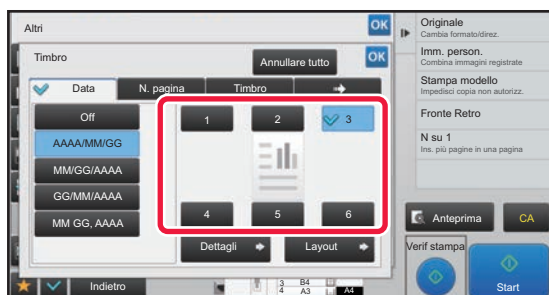 Altri
OK
Timbro
Annullare tutto
OK
Data
N. pagina
Timbro
Off
AAAA/MM/GG
MM/GG/AAAA
GG/MM/AAAA
MM GG, AAAA
1
2
3
4
5
6
Dettagli
Layout
Indietro
3 B4
4 A3
A4
Originale
Cambia formato/direz.
Imm. person.
Combina immagini registrate
Stampa modello
Impedisci copia non autorizz.
Fronte Retro
N su 1
Ins. più pagine in una pagina
Anteprima
CA
Verif stampa
Start